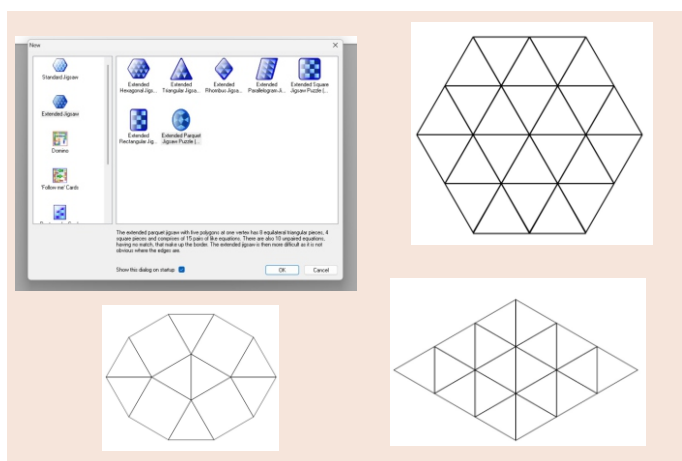 New
Standard Jigsaw
Extended Jigsaw
Domino
'Follow me' Cards
Extended
Hexagonal Jigs...
Extended
Triangular Jigsa...
Extended
Rhombus Jigsa...
Extended
Parallelogram Ji...
Extended Square
Jigsaw Puzzle (...
Extended
Rectangular Jig...
Extended Parquet
Jigsaw Puzzle (...
The extended parquet jigsaw with five polygons at one vertex has 8 equilateral triangular pieces, 4
square pieces and comprises of 15 pairs of like equations. There are also 10 unpaired equations,
having no match, that make up the border. The extended jigsaw is then more difficult as it is not
obvious where the edges are.
Show this dialog on startup
OK
Cancel